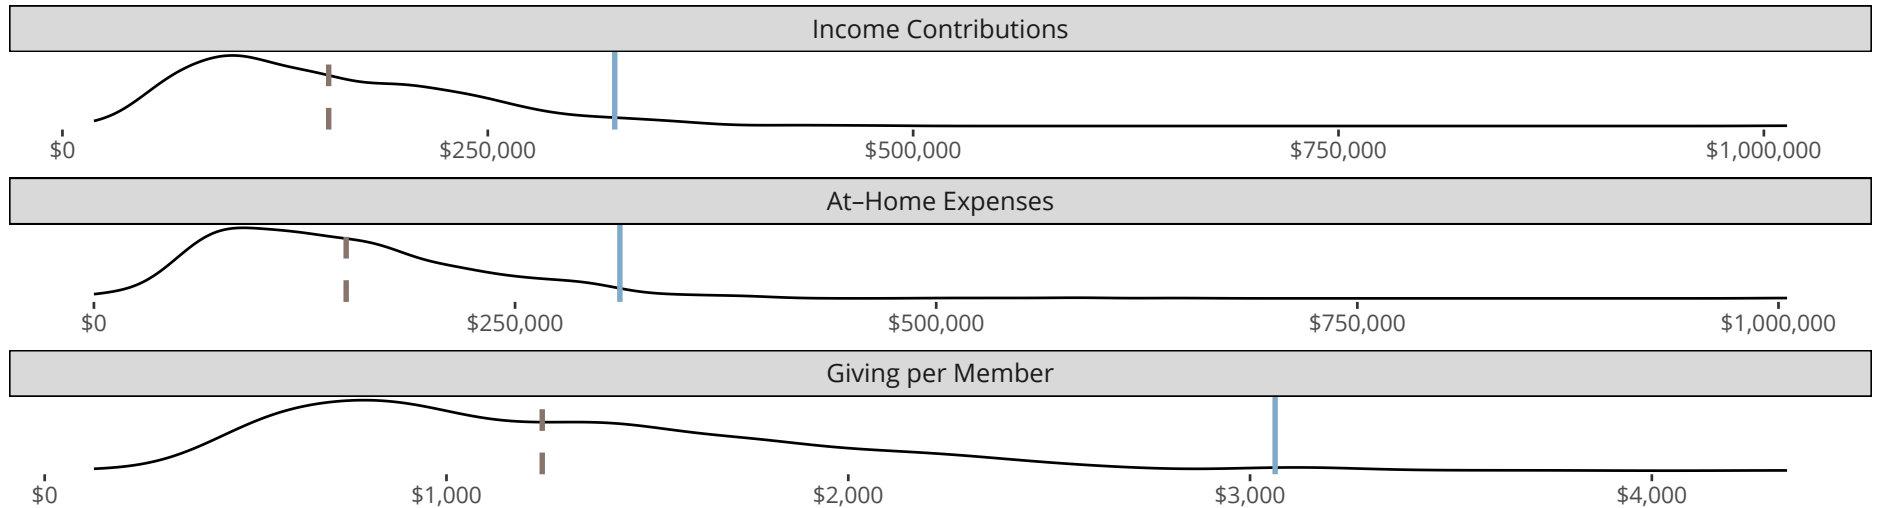 Income Contributions
$0 $250,000 $500,000 $750,000 $1,000,000
At–Home Expenses
$0 $250,000 $500,000 $750,000 $1,000,000
Giving per Member
$0 $1,000 $2,000 $3,000 $4,000